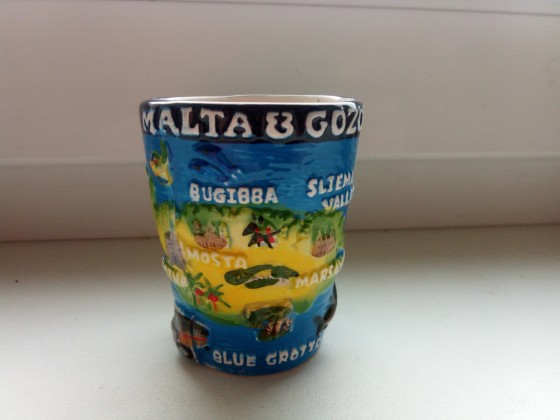 MALTA & GOZO
BUGIBBA
SLIEMA
VALL
MOSTA
MARSA
BLUE GROTTO